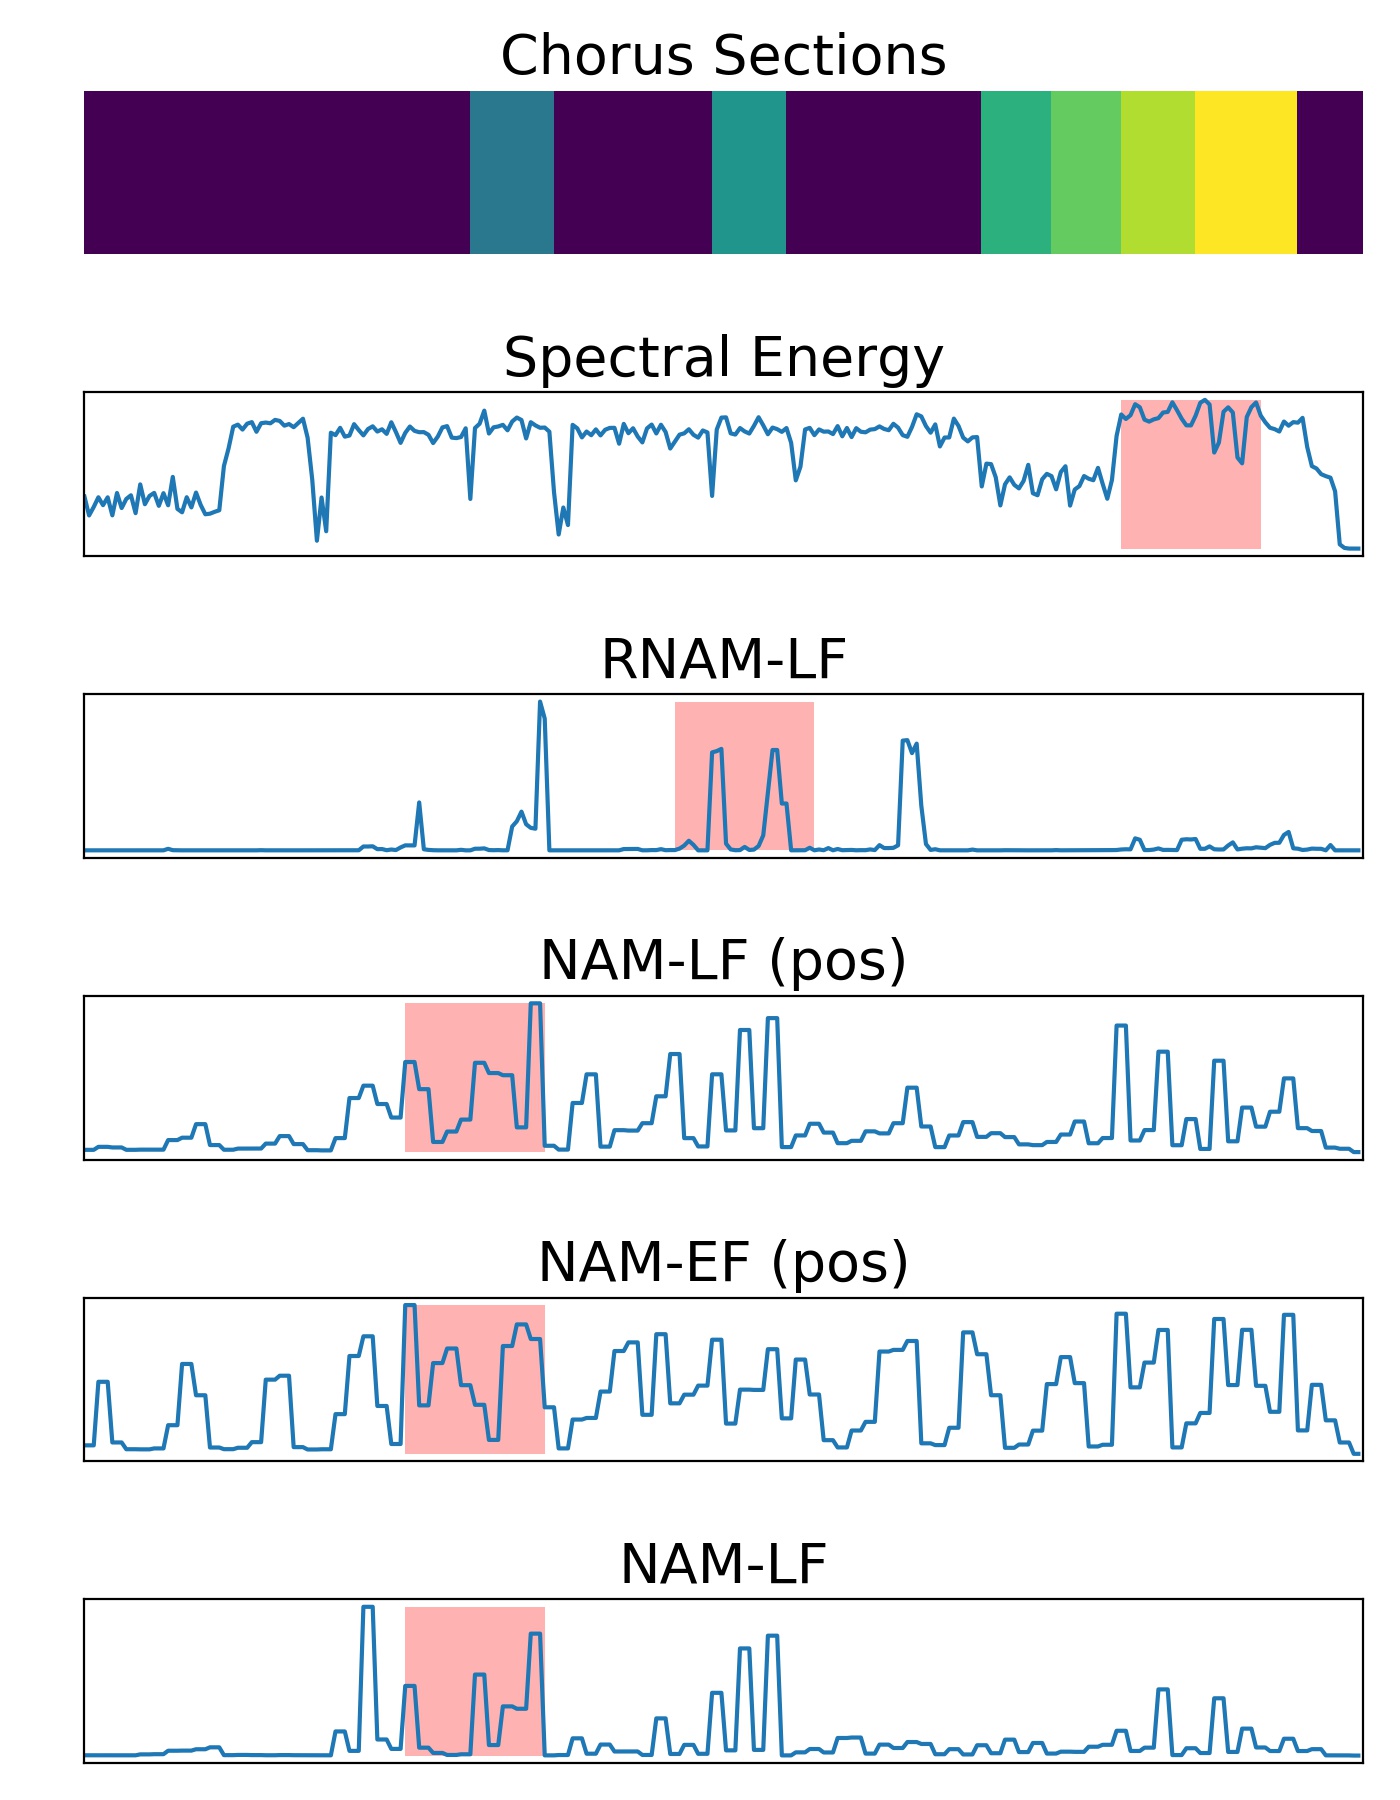 Chorus Sections
Spectral Energy
RNAM-LF
NAM-LF (pos)
NAM-EF (pos)
NAM-LF